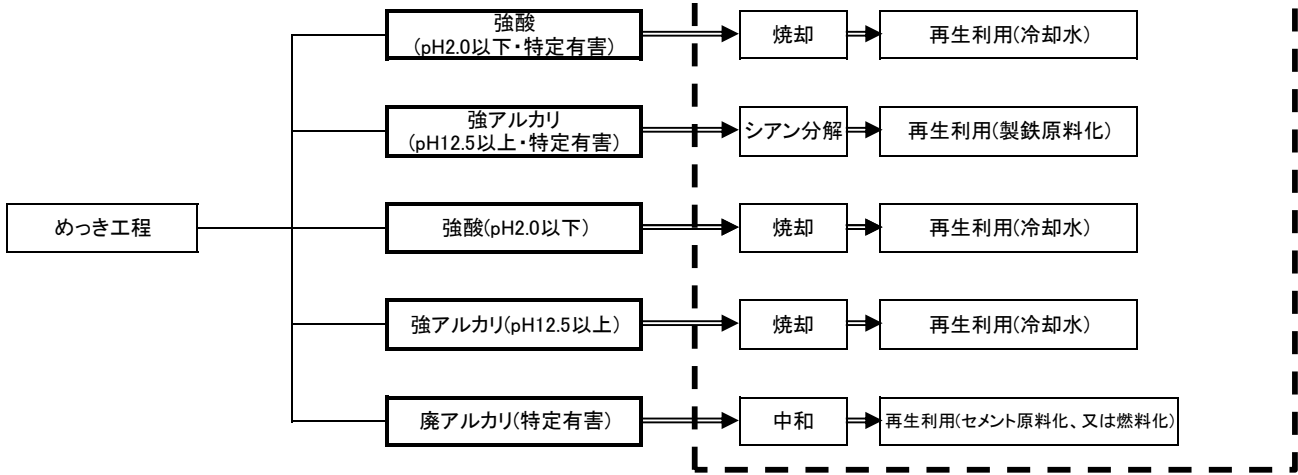 強酸
(pH2.0以下・特定有害)
焼却
再生利用(冷却水)
強アルカリ
(pH12.5以上・特定有害)
シアン分解
再生利用(製鉄原料化)
めっき工程
強酸(pH2.0以下)
焼却
再生利用(冷却水)
強アルカリ(pH12.5以上)
焼却
再生利用(冷却水)
廃アルカリ(特定有害)
中和
再生利用(セメント原料化、又は燃料化)